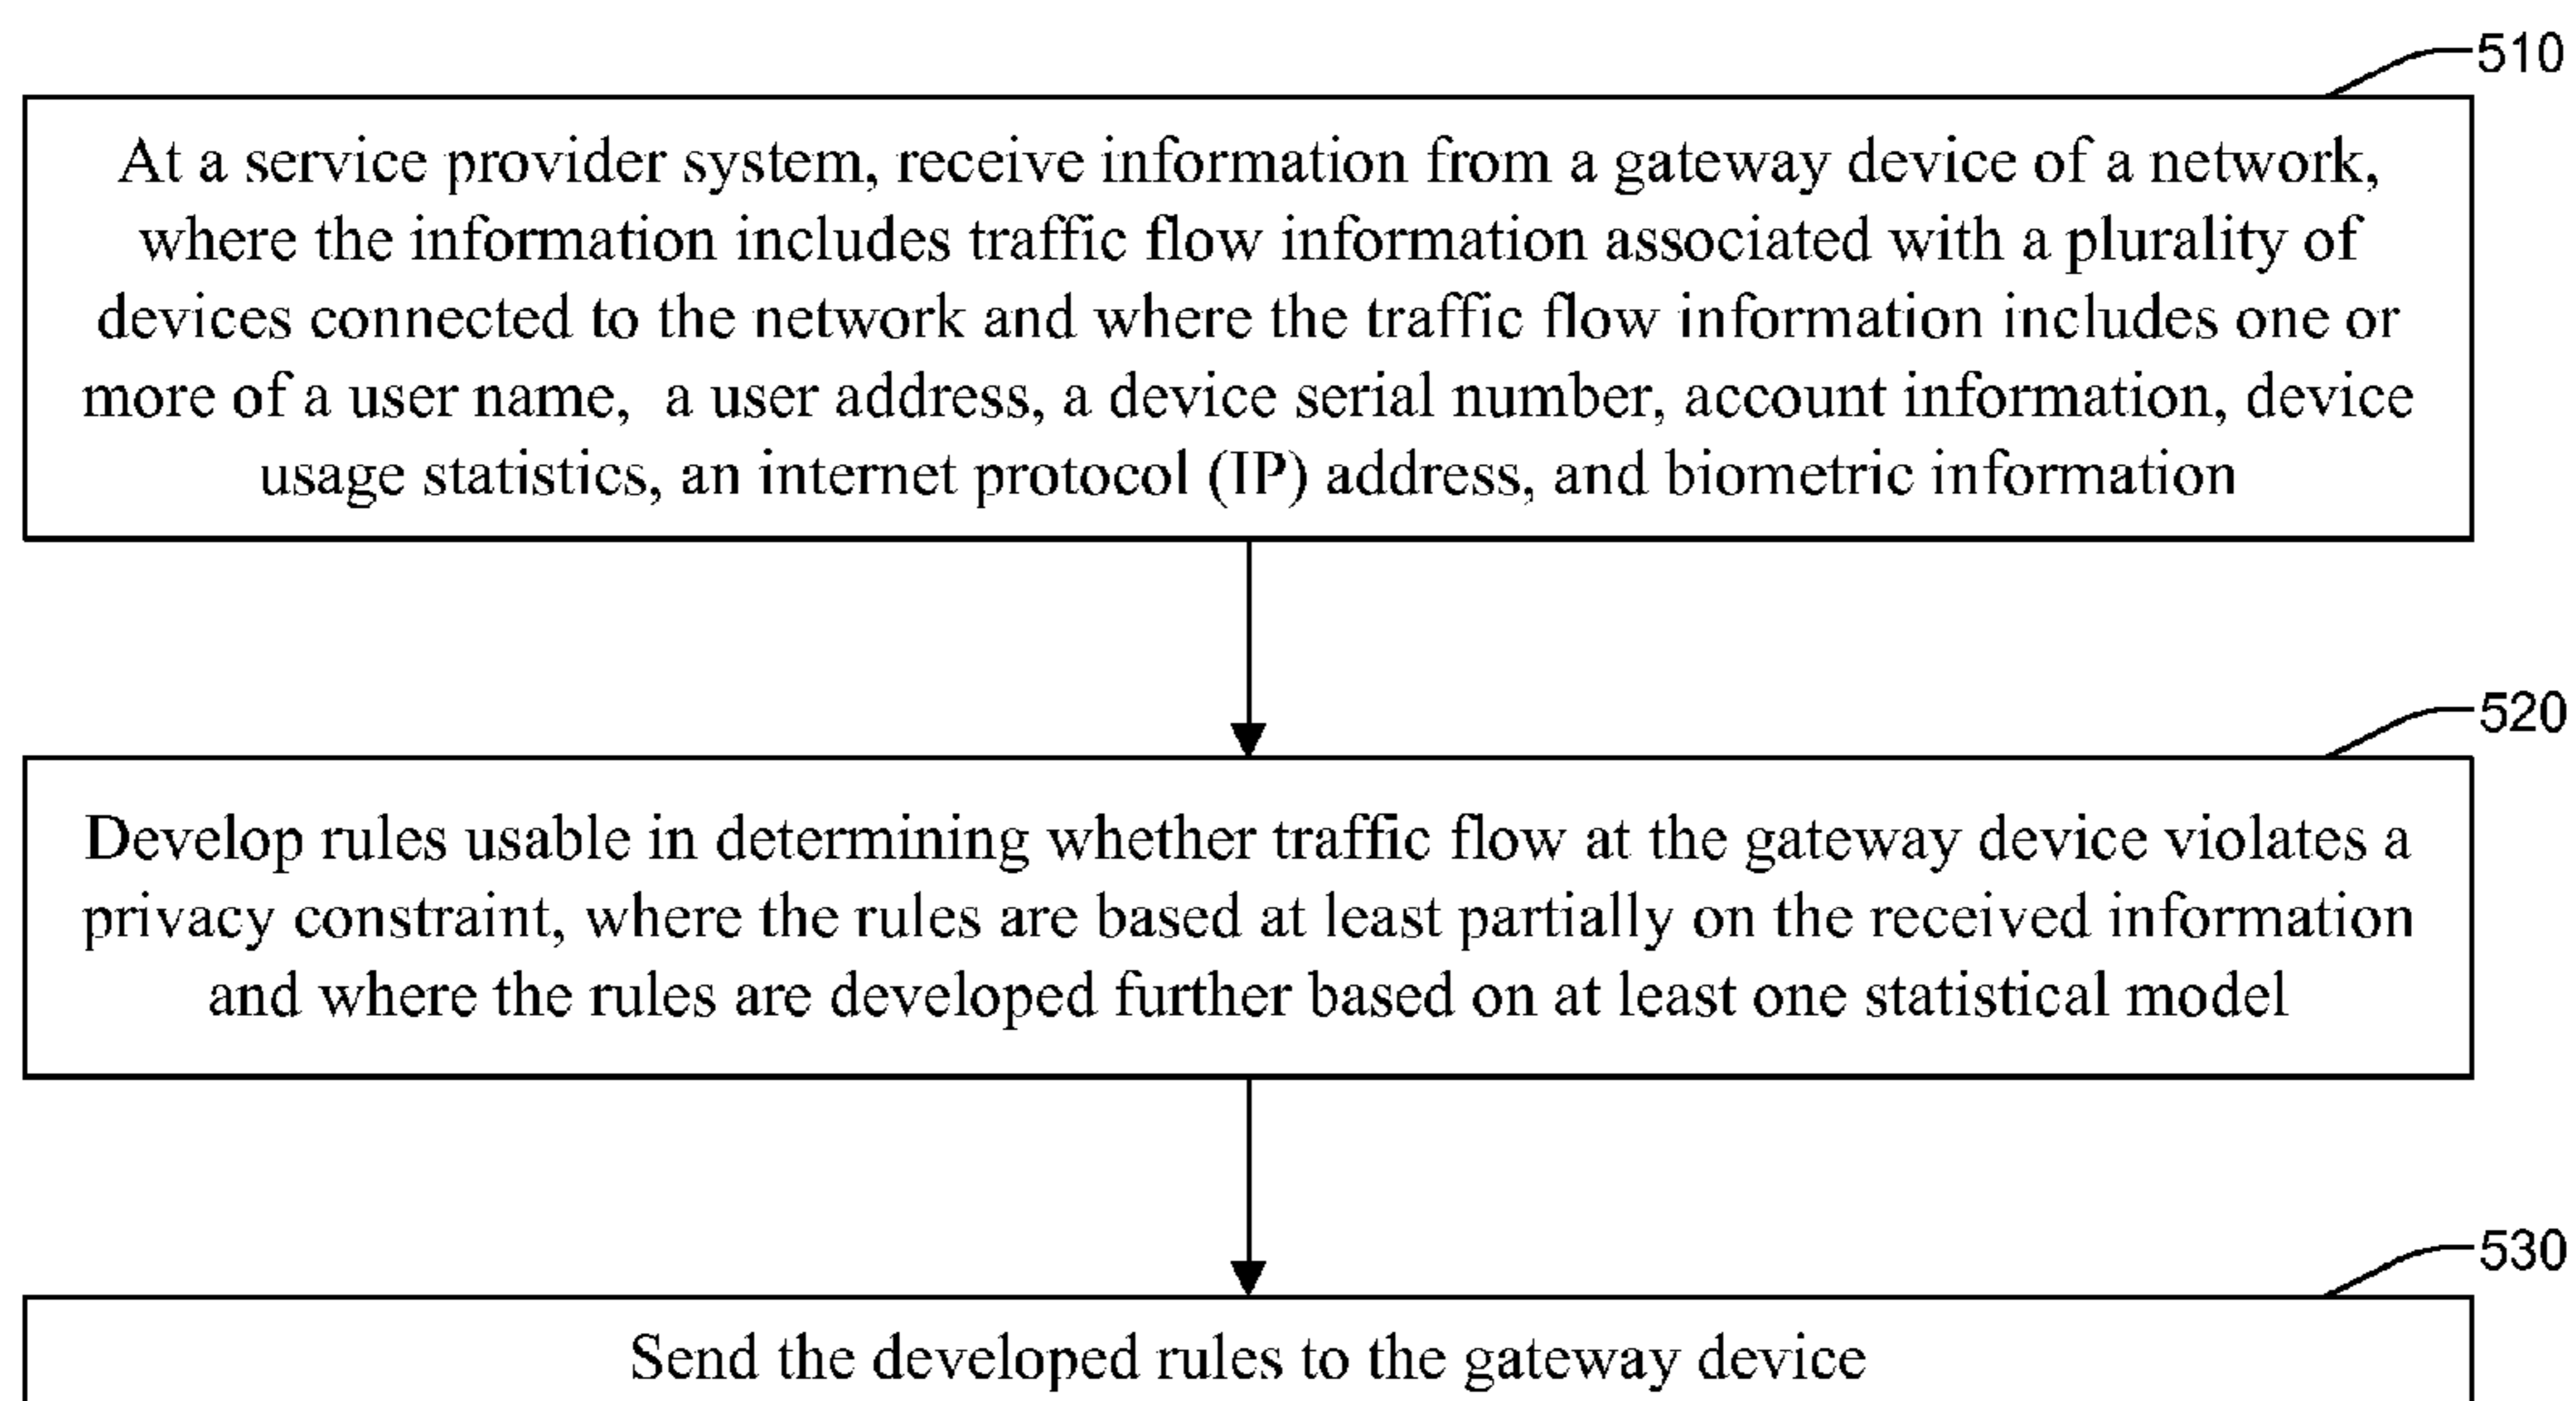 510
At a service provider system, receive information from a gateway device of a network,
where the information includes traffic flow information associated with a plurality of
devices connected to the network and where the traffic flow information includes one or
more of a user name, a user address, a device serial number, account information, device
usage statistics, an internet protocol (IP) address, and biometric information
520
Develop rules usable in determining whether traffic flow at the gateway device violates a
privacy constraint, where the rules are based at least partially on the received information
and where the rules are developed further based on at least one statistical model
530
Send the developed rules to the gateway device